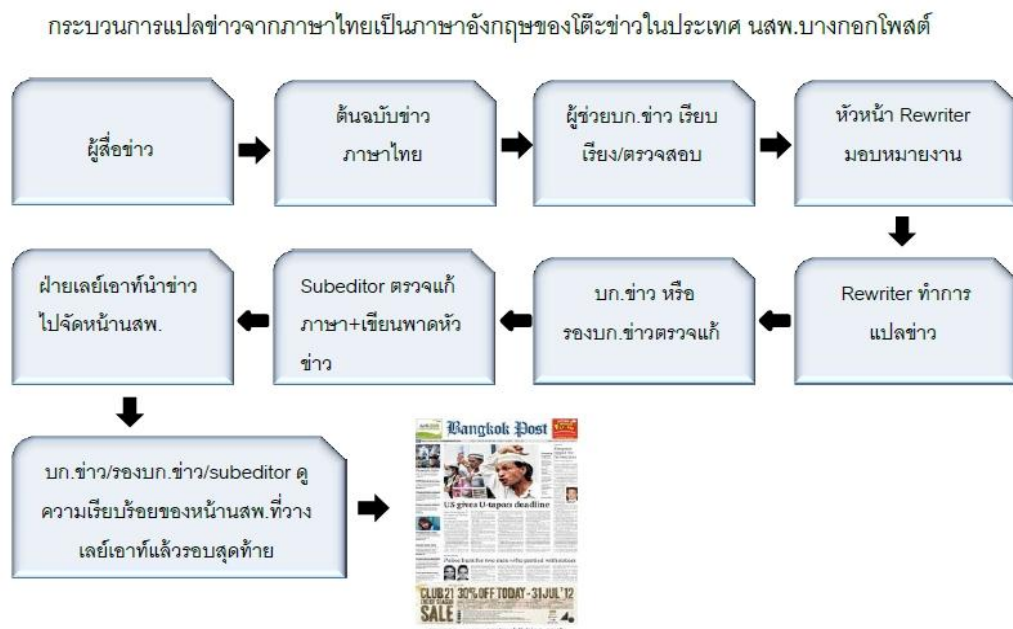 กระบวนการแปลข่าวจากภาษาไทยเป็นภาษาอังกฤษของโต๊ะข่าวในประเทศ นสพ.บางกอกโพสต์
ผู้สื่อข่าว
ต้นฉบับข่าว
ภาษาไทย
ผู้ช่วยบก.ข่าว เรียบ
เรียง/ตรวจสอบ
หัวหน้า Rewriter
มอบหมายงาน
Rewriter ทำการ
แปลข่าว
บก.ข่าว หรือ
รองบก.ข่าวตรวจแก้
Subeditor ตรวจแก้
ภาษา+เขียนพาดหัว
ข่าว
ฝ่ายเลย์เอาท์นำข่าว
ไปจัดหน้านสพ.
บก.ข่าว/รองบก.ข่าว/subeditor ดู
ความเรียบร้อยของหน้านสพ.ที่วาง
เลย์เอาท์แล้วรอบสุดท้าย
Bangkok Post
US gives U-tapao deadline
CLUB 21 30% OFF TODAY - 31 JUL '12
SALE